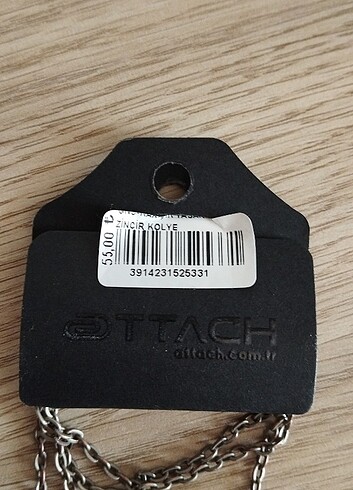 ZİNCİR KOLYE
55,00 ₺
3914231525331
ATTACH
attach.com.tr